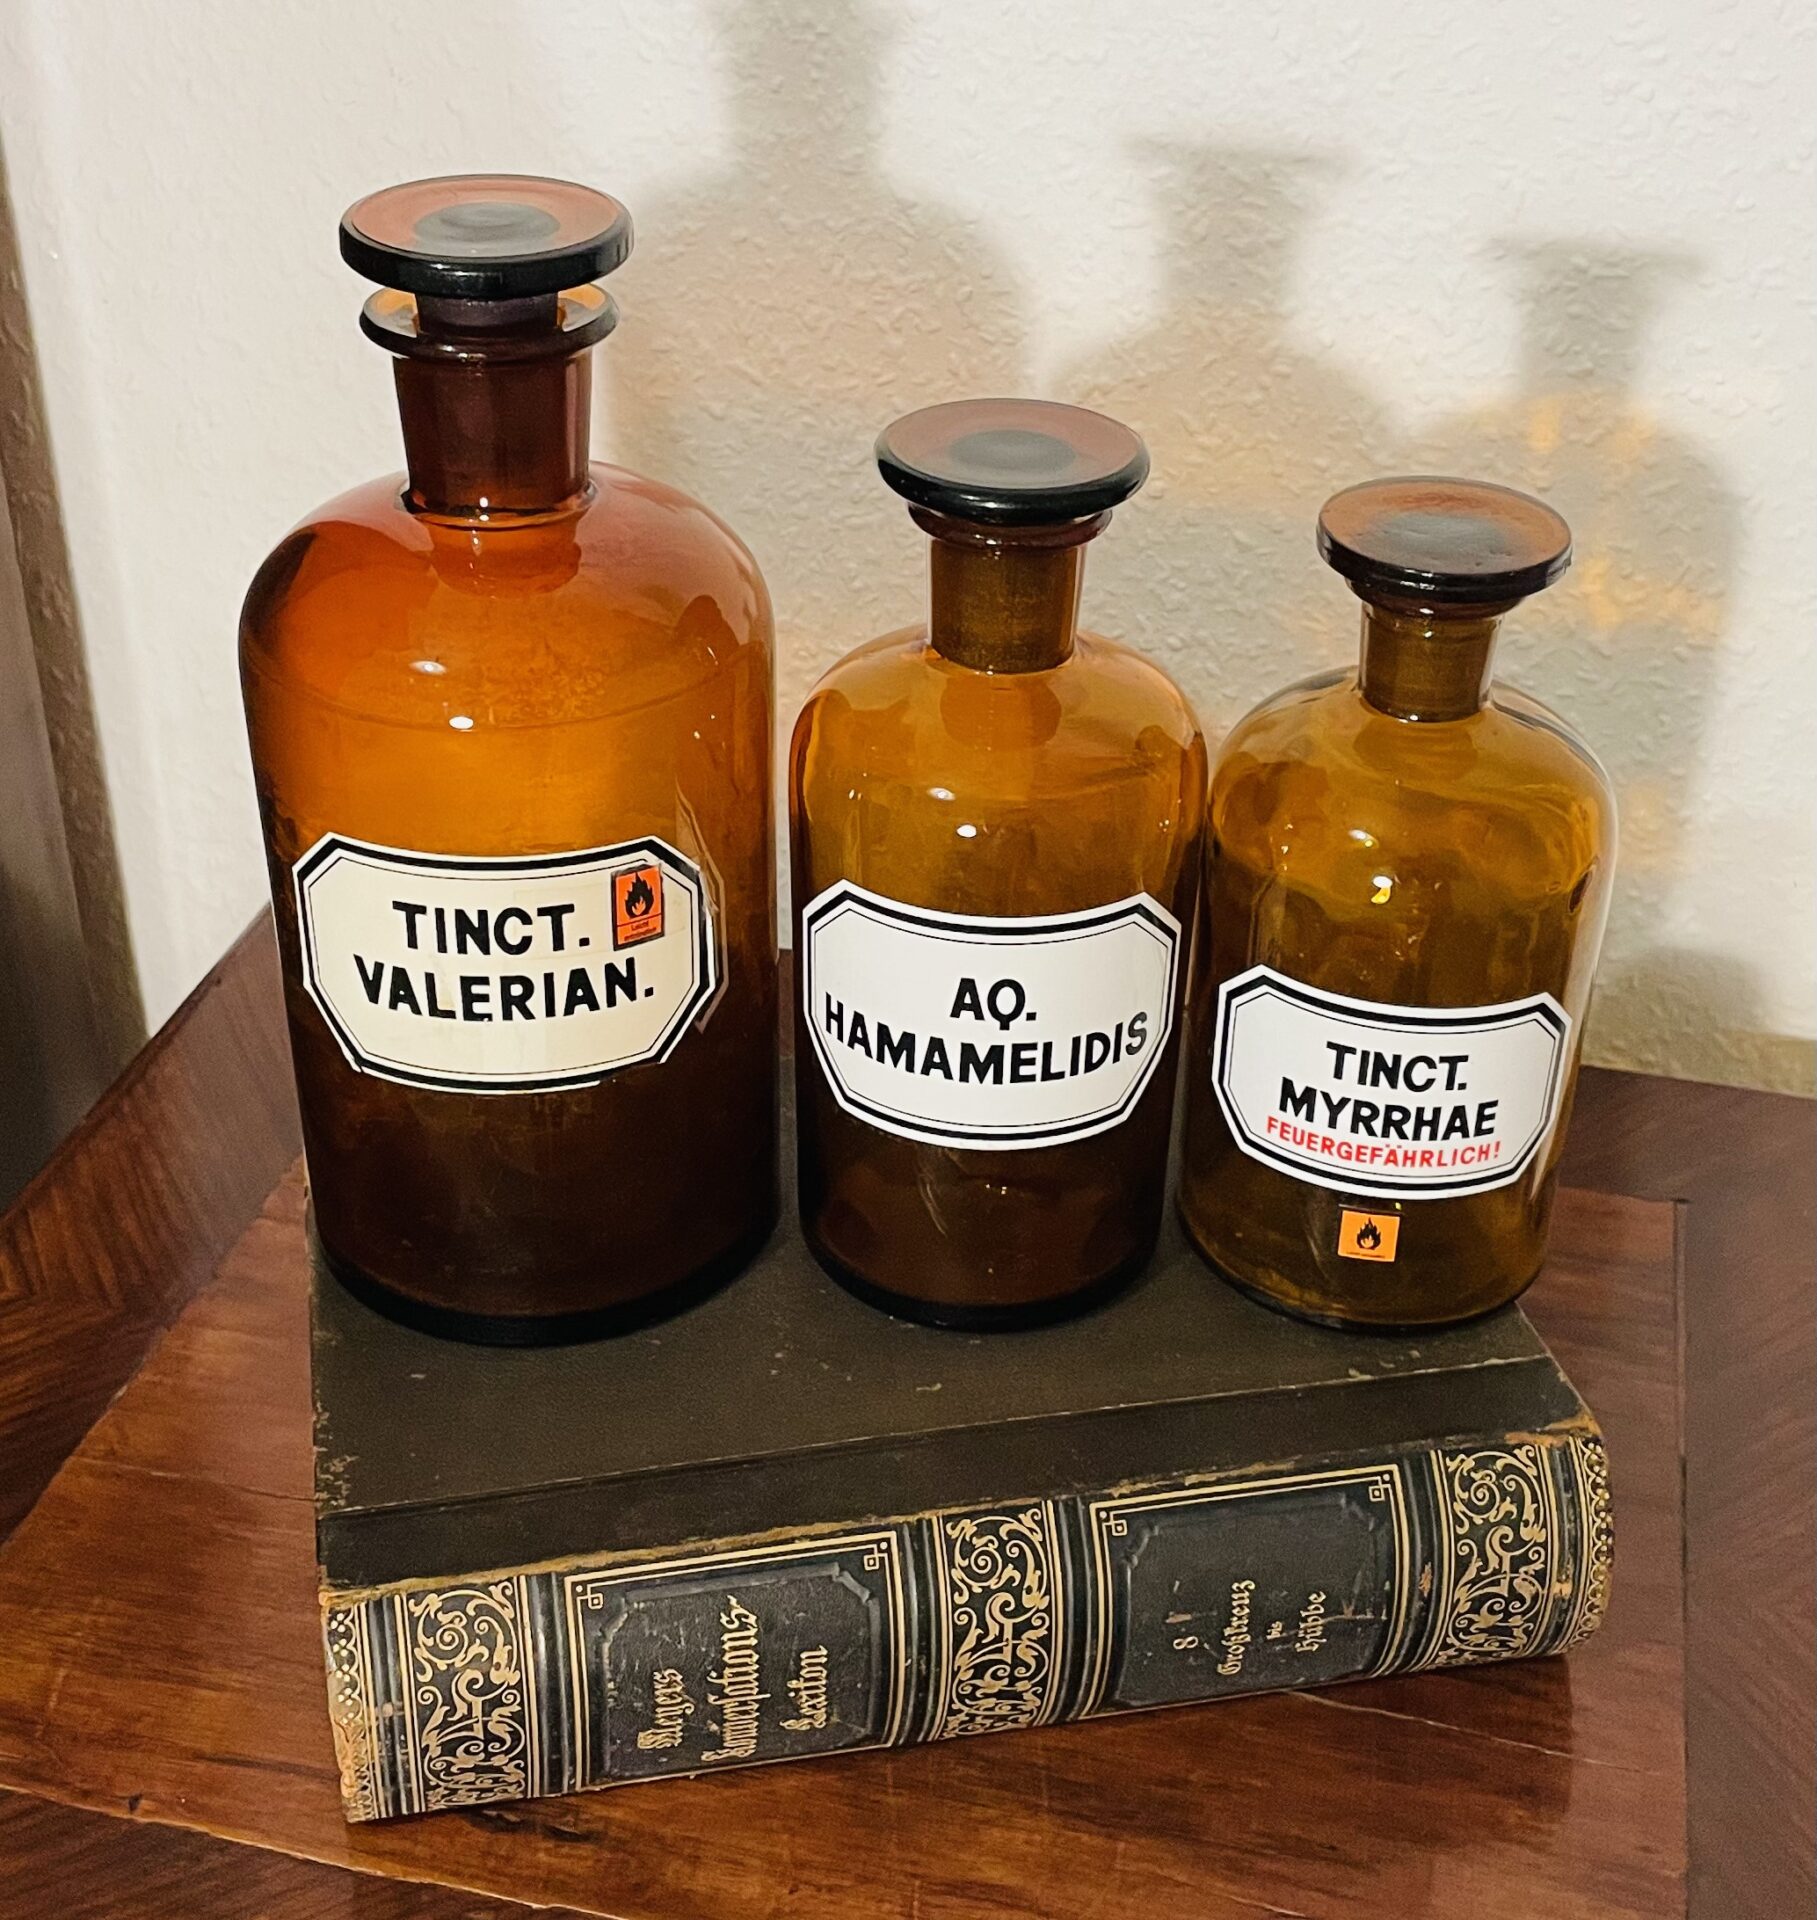 TINCT.
VALERIAN.
AQ.
HAMAMELIDIS
TINCT.
MYRRHAE
FEUERGEFÄHRLICH!
Meyers
Konversations-
Lexikon
8
Großkreuz
bis
Hübbe